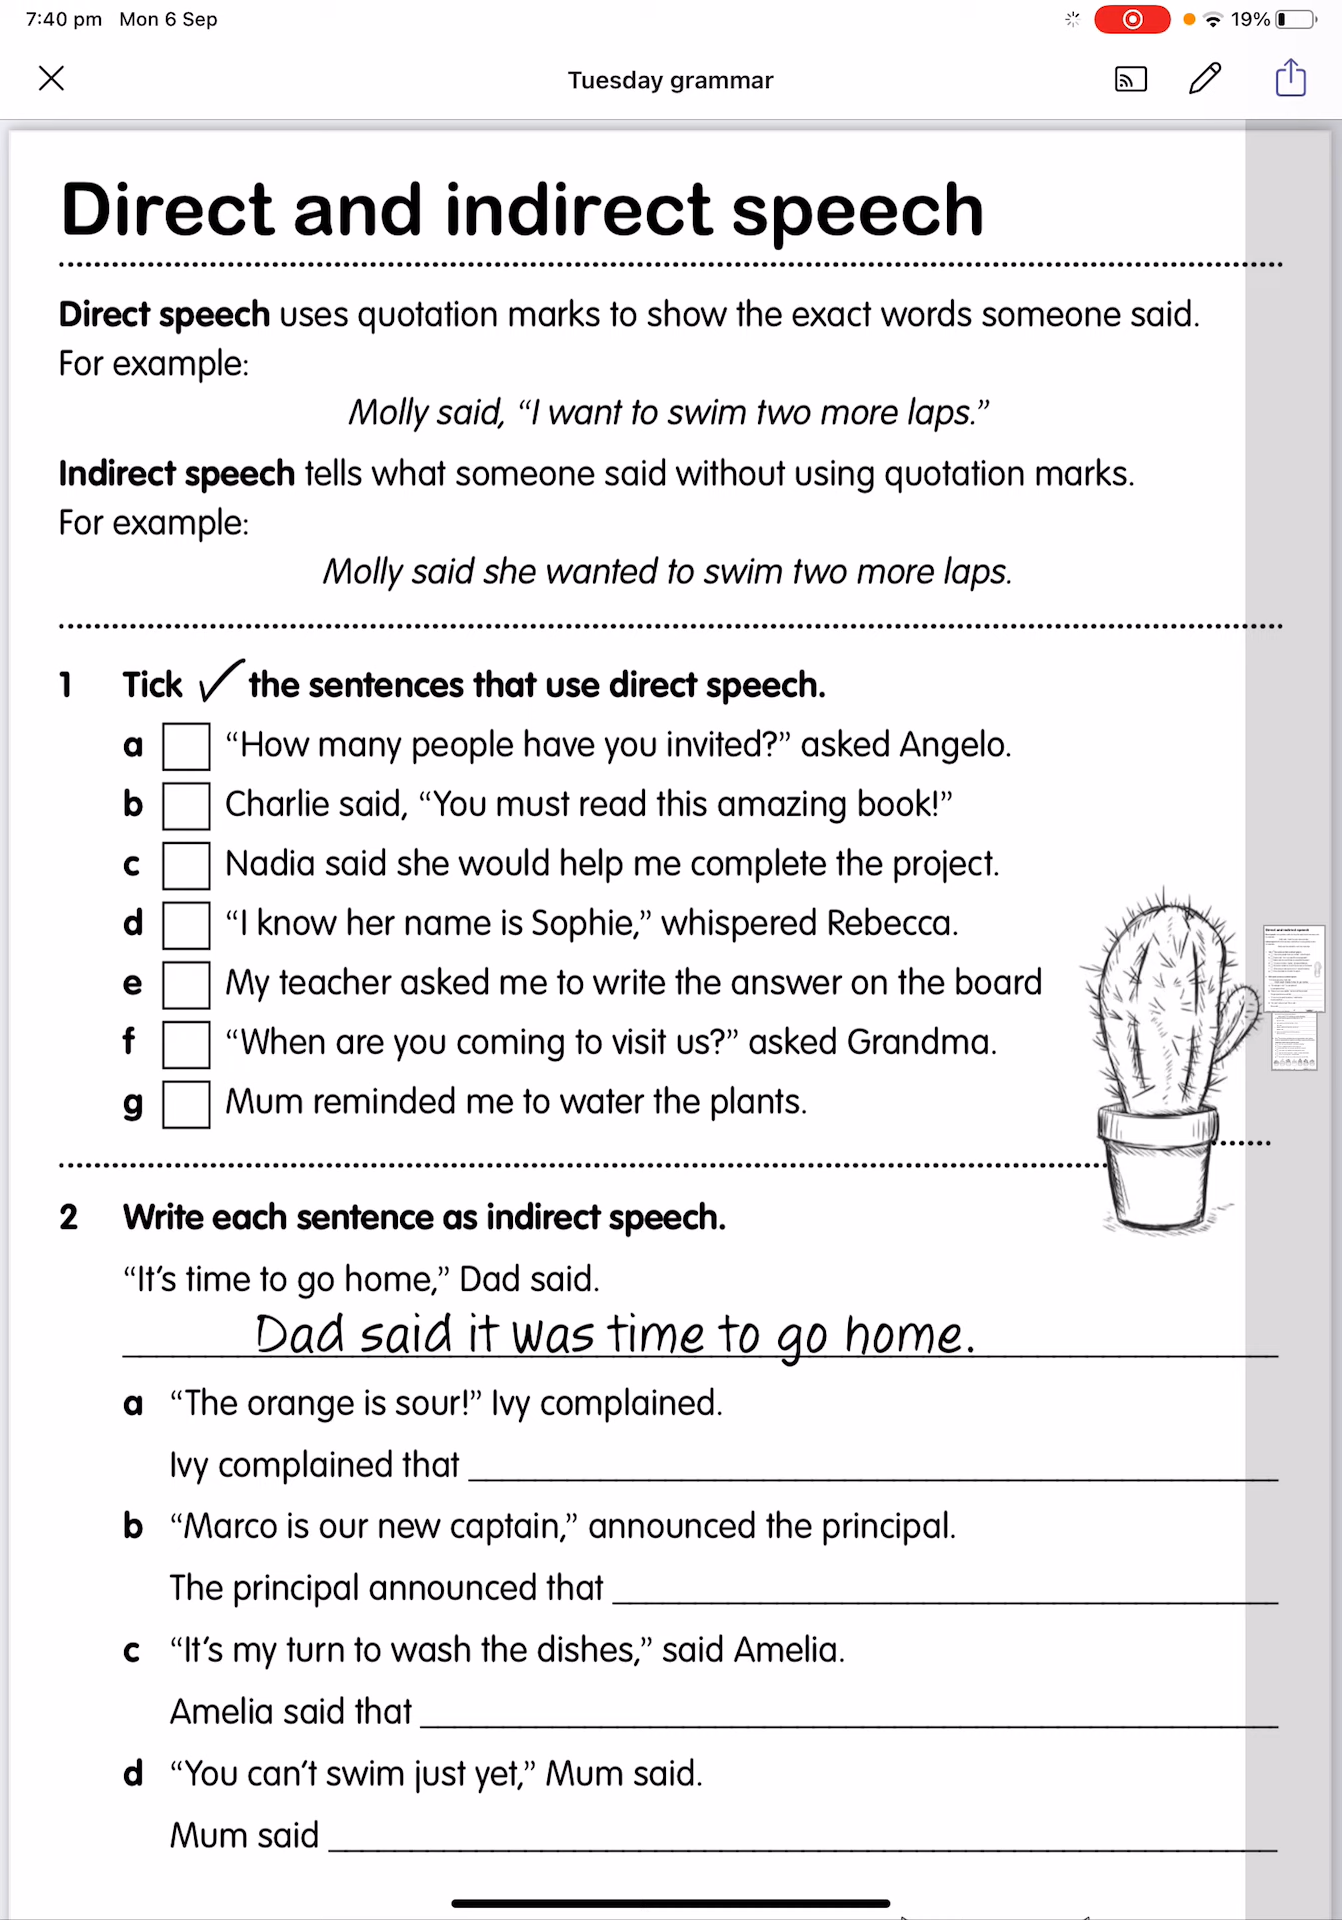 7:40 pm Mon 6 Sep 19%
Tuesday grammar
Direct and indirect speech
Direct speech uses quotation marks to show the exact words someone said.
For example:
Molly said, “I want to swim two more laps.”
Indirect speech tells what someone said without using quotation marks.
For example:
Molly said she wanted to swim two more laps.
1 Tick ✓ the sentences that use direct speech.
a “How many people have you invited?” asked Angelo.
b Charlie said, “You must read this amazing book!”
c Nadia said she would help me complete the project.
d “I know her name is Sophie,” whispered Rebecca.
e My teacher asked me to write the answer on the board
f “When are you coming to visit us?” asked Grandma.
g Mum reminded me to water the plants.
2 Write each sentence as indirect speech.
“It’s time to go home,” Dad said.
Dad said it was time to go home.
a “The orange is sour!” Ivy complained.
Ivy complained that
b “Marco is our new captain,” announced the principal.
The principal announced that
c “It’s my turn to wash the dishes,” said Amelia.
Amelia said that
d “You can’t swim just yet,” Mum said.
Mum said